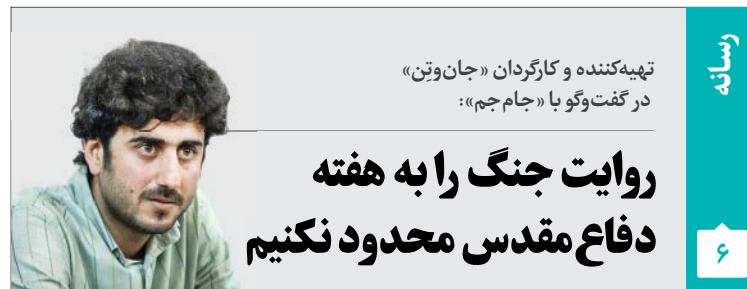 رسانه
تهیه‌کننده و کارگردان «جان‌وتِن»
در گفت‌وگو با «جام‌جم»:
روایت جنگ را به هفته
دفاع‌مقدس محدود نکنیم
۶